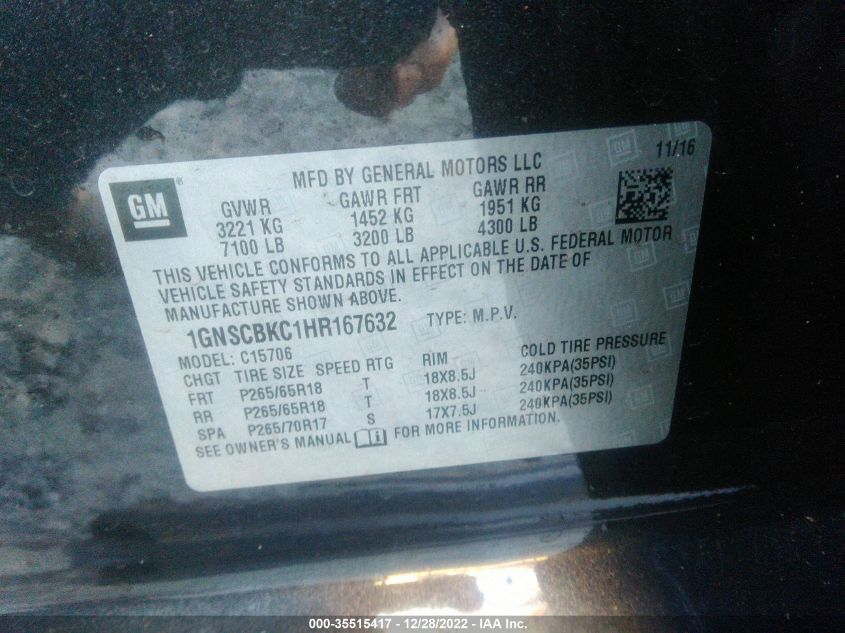 MFD BY GENERAL MOTORS LLC 11/16
GM ®
GVWR GAWR FRT GAWR RR
3221 KG 1452 KG 1951 KG
7100 LB 3200 LB 4300 LB
THIS VEHICLE CONFORMS TO ALL APPLICABLE U.S. FEDERAL MOTOR
VEHICLE SAFETY STANDARDS IN EFFECT ON THE DATE OF
MANUFACTURE SHOWN ABOVE.
1GNSCBKC1HR167632 TYPE: M.P.V.
MODEL: C15706
CHGT TIRE SIZE SPEED RTG RIM COLD TIRE PRESSURE
FRT P265/65R18 T 18X8.5J 240KPA(35PSI)
RR P265/65R18 T 18X8.5J 240KPA(35PSI)
SPA P265/70R17 S 17X7.5J 240KPA(35PSI)
SEE OWNER'S MANUAL FOR MORE INFORMATION.
000-35515417 - 12/28/2022 - IAA Inc.